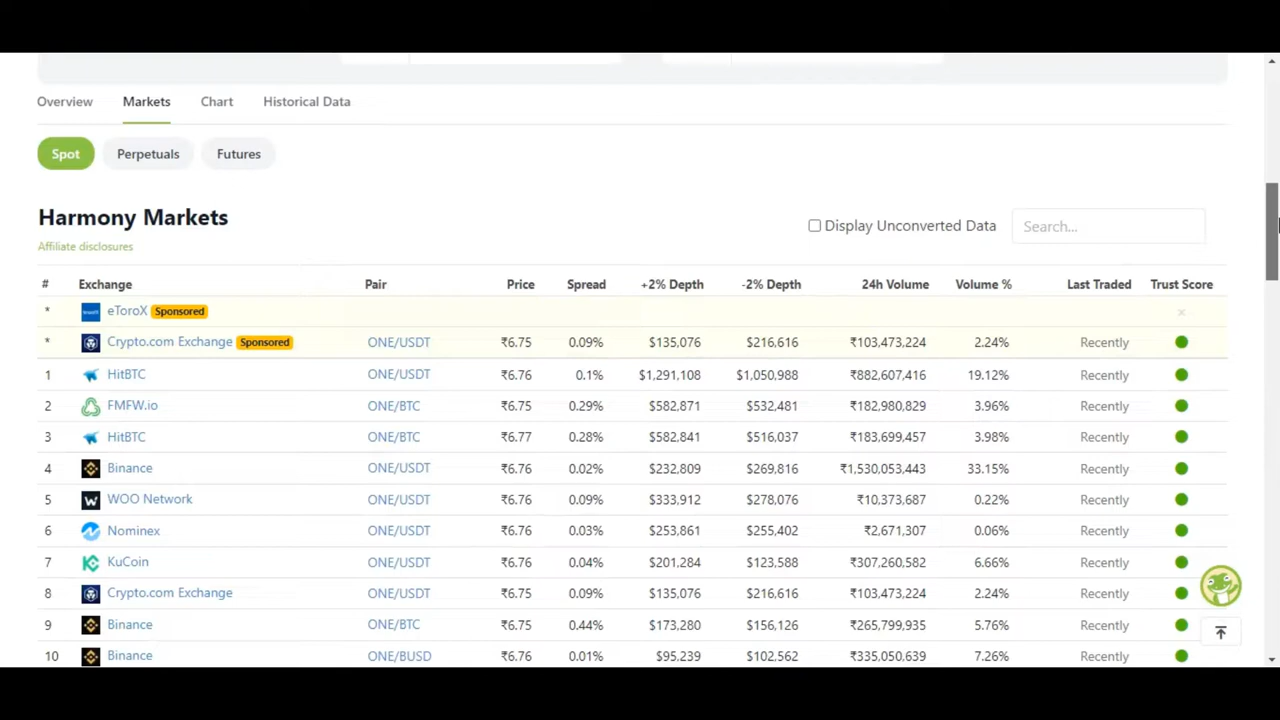 Overview Markets Chart Historical Data
Spot Perpetuals Futures
Harmony Markets
Display Unconverted Data Search...
Affiliate disclosures
# Exchange Pair Price Spread +2% Depth -2% Depth 24h Volume Volume % Last Traded Trust Score
* eToroX Sponsored
* Crypto.com Exchange Sponsored ONE/USDT ₹6.75 0.09% $135,076 $216,616 ₹103,473,224 2.24% Recently
1 HitBTC ONE/USDT ₹6.76 0.1% $1,291,108 $1,050,988 ₹882,607,416 19.12% Recently
2 FMFW.io ONE/BTC ₹6.75 0.29% $582,871 $532,481 ₹182,980,829 3.96% Recently
3 HitBTC ONE/BTC ₹6.77 0.28% $582,841 $516,037 ₹183,699,457 3.98% Recently
4 Binance ONE/USDT ₹6.76 0.02% $232,809 $269,816 ₹1,530,053,443 33.15% Recently
5 WOO Network ONE/USDT ₹6.76 0.09% $333,912 $278,076 ₹10,373,687 0.22% Recently
6 Nominex ONE/USDT ₹6.76 0.03% $253,861 $255,402 ₹2,671,307 0.06% Recently
7 KuCoin ONE/USDT ₹6.76 0.04% $201,284 $123,588 ₹307,260,582 6.66% Recently
8 Crypto.com Exchange ONE/USDT ₹6.75 0.09% $135,076 $216,616 ₹103,473,224 2.24% Recently
9 Binance ONE/BTC ₹6.76 0.44% $173,280 $156,126 ₹265,799,935 5.76% Recently
10 Binance ONE/BUSD ₹6.76 0.01% $95,239 $102,562 ₹335,050,639 7.26% Recently